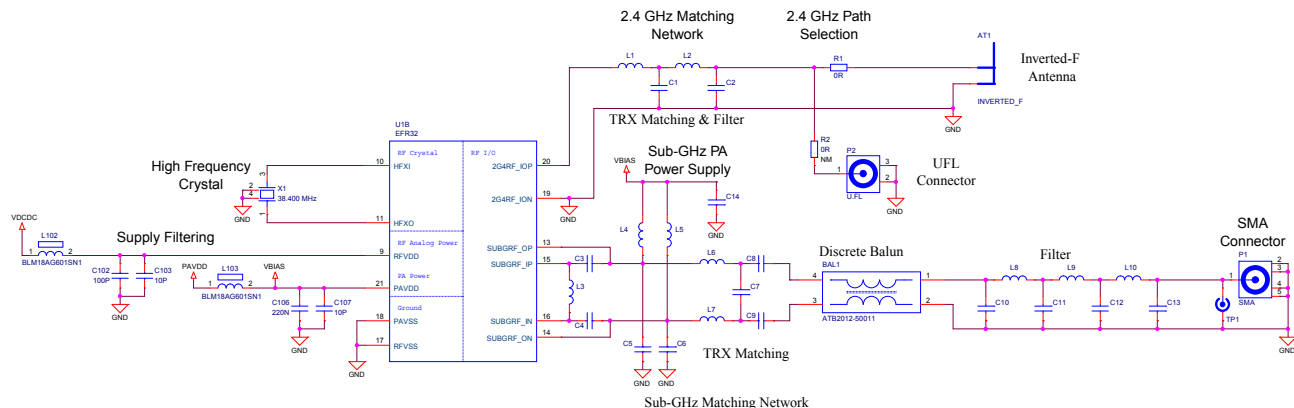 2.4 GHz Matching
Network
2.4 GHz Path
Selection
AT1
Inverted-F
Antenna
INVERTED_F
L1
L2
C1
C2
R1
0R
GND
TRX Matching & Filter
R2
0R
NM
P2
U.FL
UFL
Connector
1
3
2
GND
U1B
EFR32
RF Crystal
RF I/O
High Frequency
Crystal
10
HFXI
2G4RF_IOP
20
3
2
4
1
X1
38.400 MHz
GND
11
HFXO
2G4RF_ION
19
GND
Sub-GHz PA
Power Supply
VBIAS
C14
GND
L4
L5
VDCDC
L102
1
2
BLM18AG601SN1
Supply Filtering
C102
100P
C103
10P
GND
RF Analog Power
9
RFVDD
PAVDD
L103
1
2
BLM18AG601SN1
VBIAS
C106
220N
C107
10P
GND
PA Power
21
PAVDD
Ground
18
PAVSS
17
RFVSS
GND
SUBGRF_OP
13
SUBGRF_IP
15
SUBGRF_IN
16
SUBGRF_ON
14
C3
L3
C4
L6
L7
C8
C7
C9
C5
C6
GND
GND
TRX Matching
Sub-GHz Matching Network
Discrete Balun
BAL1
4
3
1
2
ATB2012-50011
Filter
L8
L9
L10
C10
C11
C12
C13
TP1
SMA
Connector
P1
1
2
3
4
5
SMA
GND